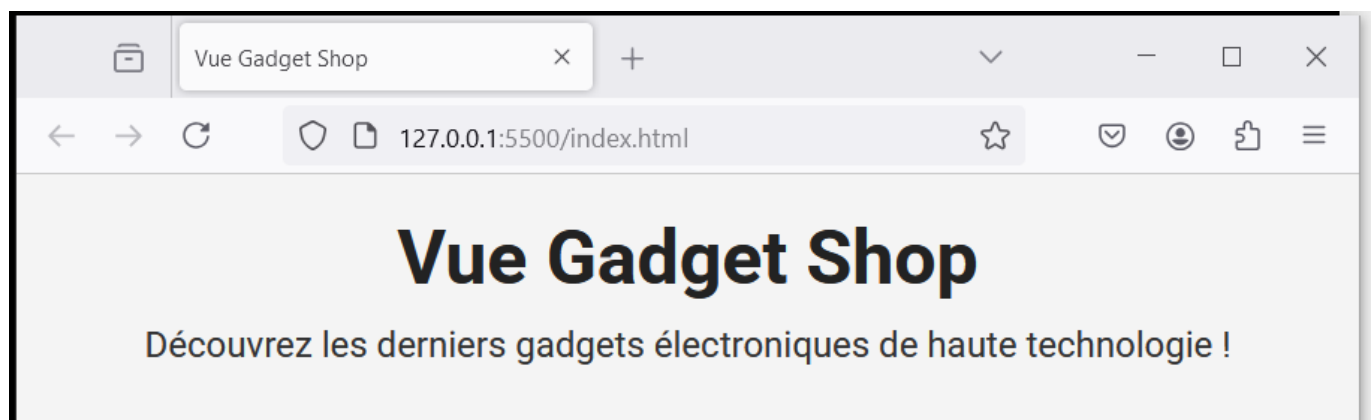 Vue Gadget Shop
127.0.0.1:5500/index.html
Vue Gadget Shop
Découvrez les derniers gadgets électroniques de haute technologie !